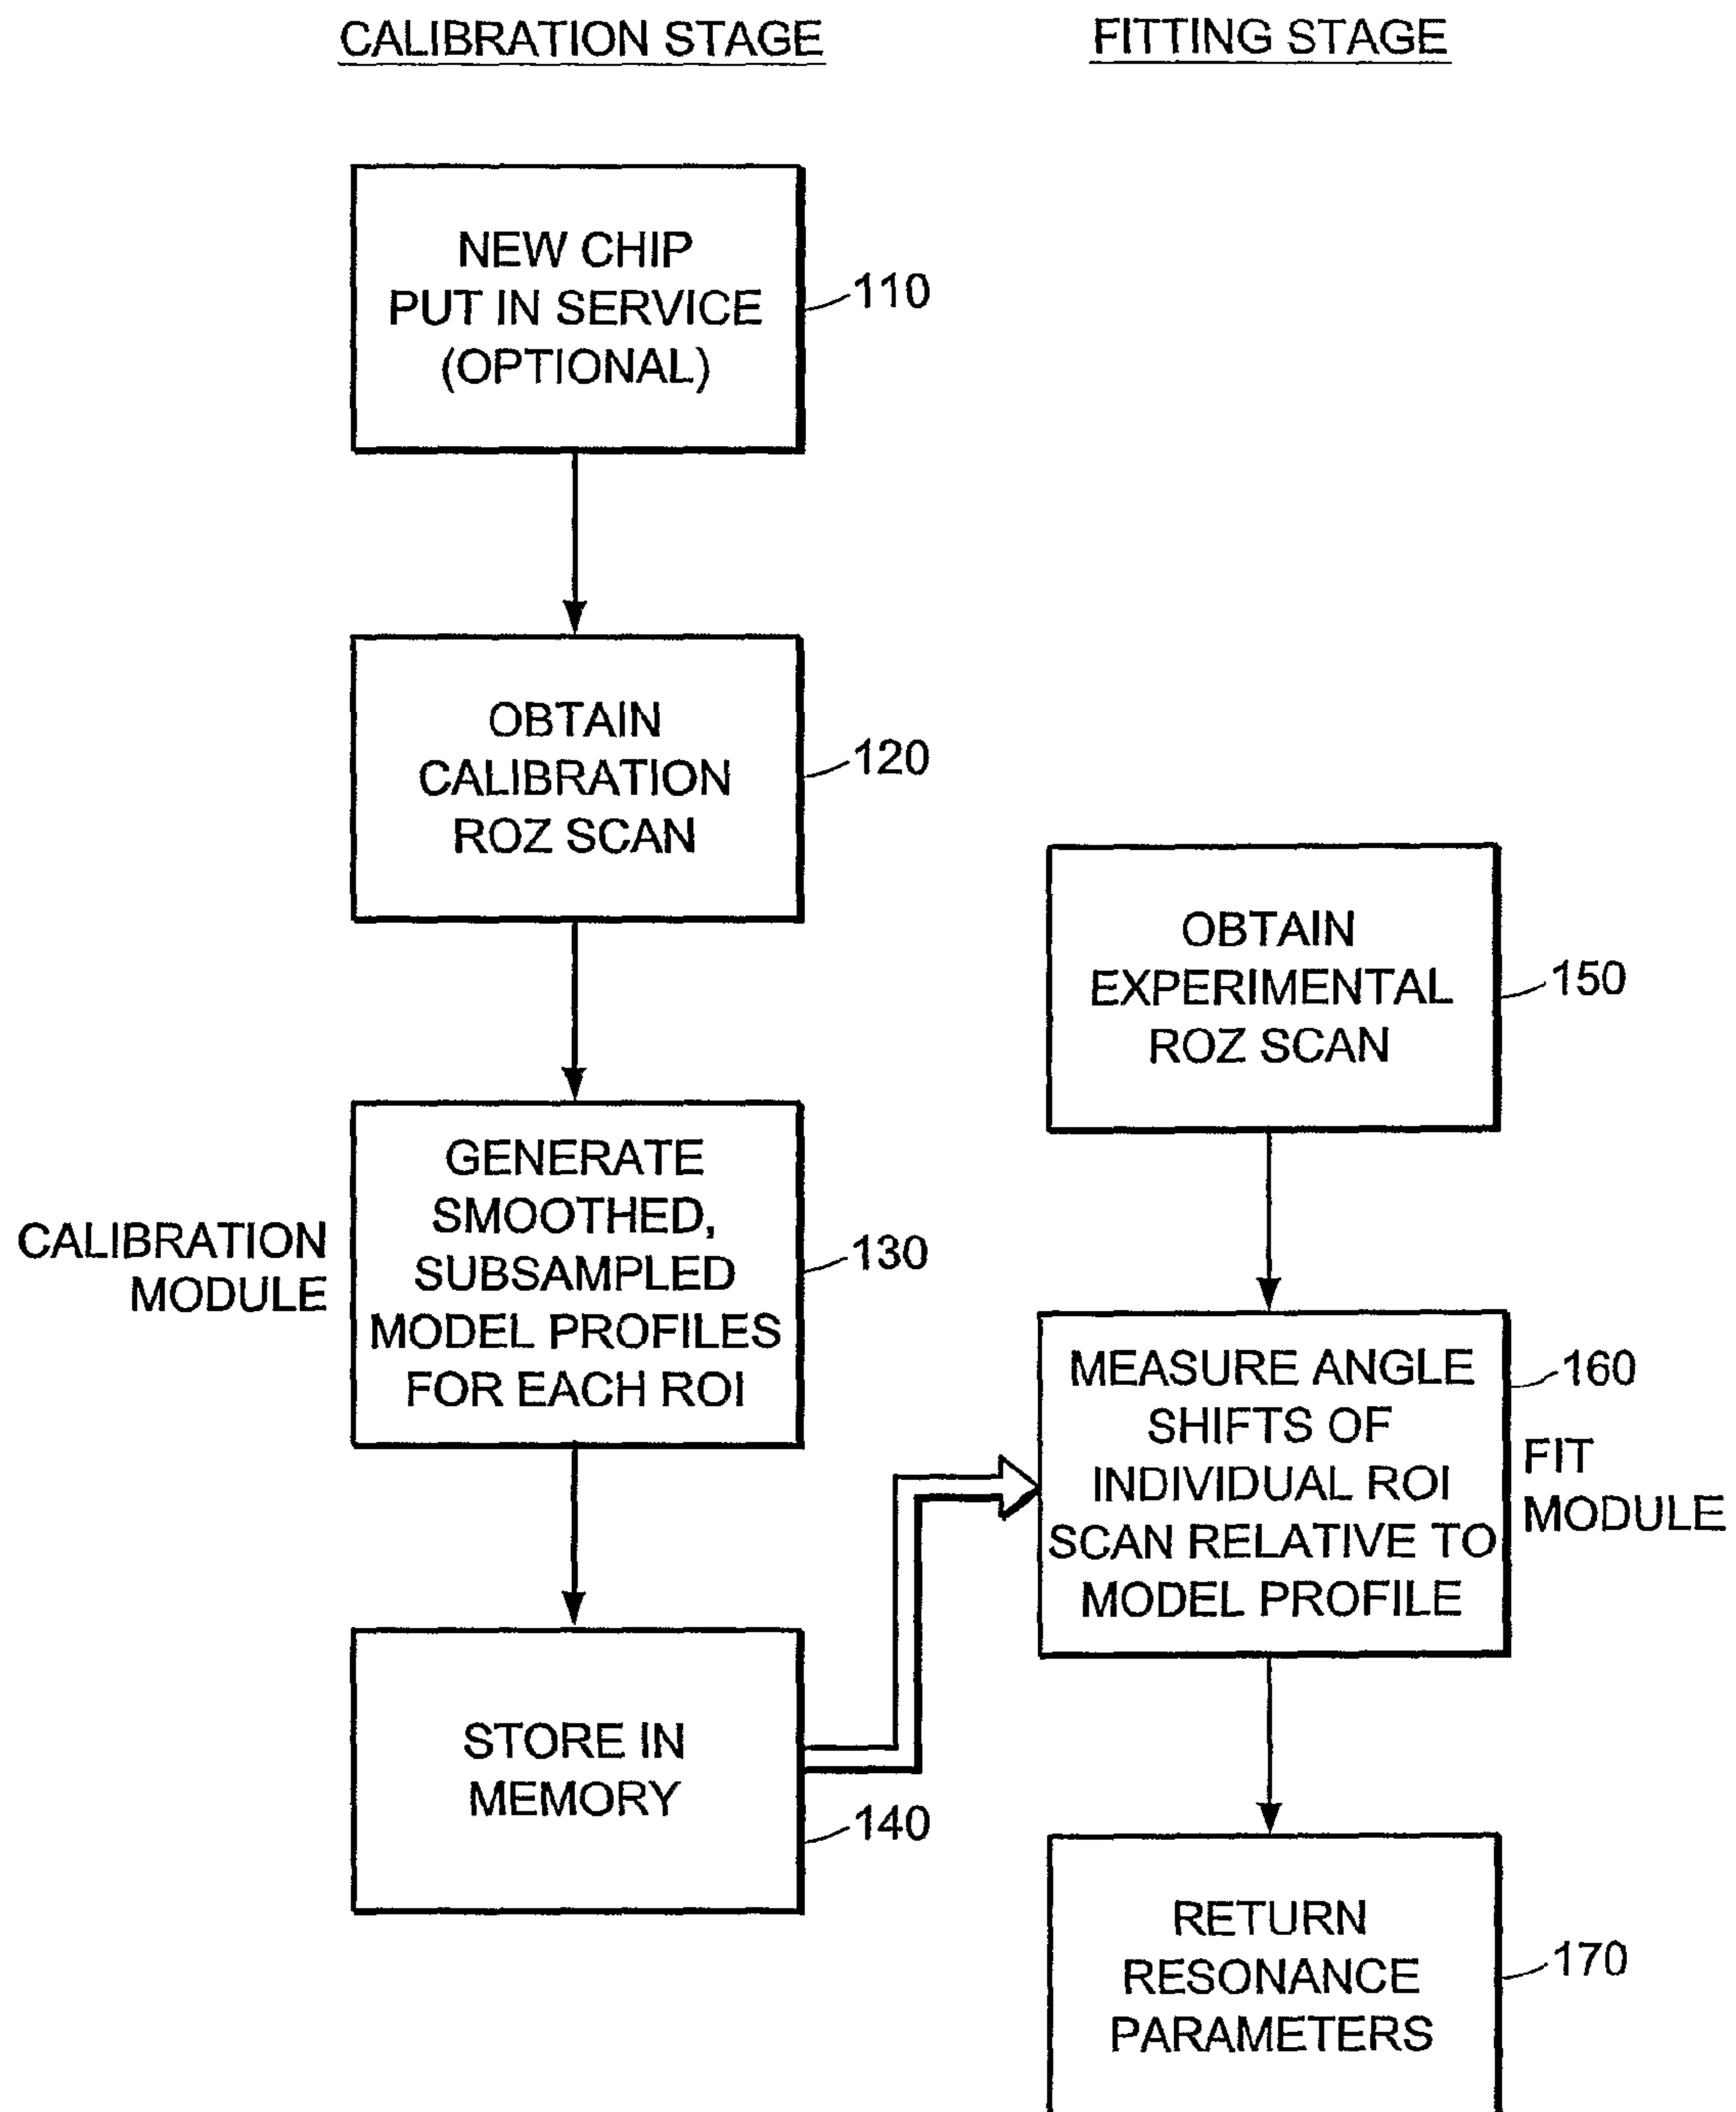 CALIBRATION STAGE
NEW CHIP
PUT IN SERVICE
(OPTIONAL)
110
OBTAIN
CALIBRATION
ROZ SCAN
120
CALIBRATION
MODULE
GENERATE
SMOOTHED,
SUBSAMPLED
MODEL PROFILES
FOR EACH ROI
130
STORE IN
MEMORY
140
FITTING STAGE
OBTAIN
EXPERIMENTAL
ROZ SCAN
150
MEASURE ANGLE
SHIFTS OF
INDIVIDUAL ROI
SCAN RELATIVE TO
MODEL PROFILE
160
FIT
MODULE
RETURN
RESONANCE
PARAMETERS
170